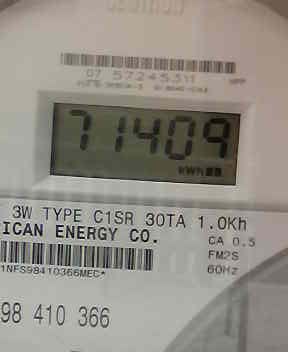 07 57245311
71409
kWh
3W TYPE C1SR 30TA 1.0Kh
ICAN ENERGY CO.
CA 0.5
FM2S
60Hz
1NFS98410366MEC*
98 410 366